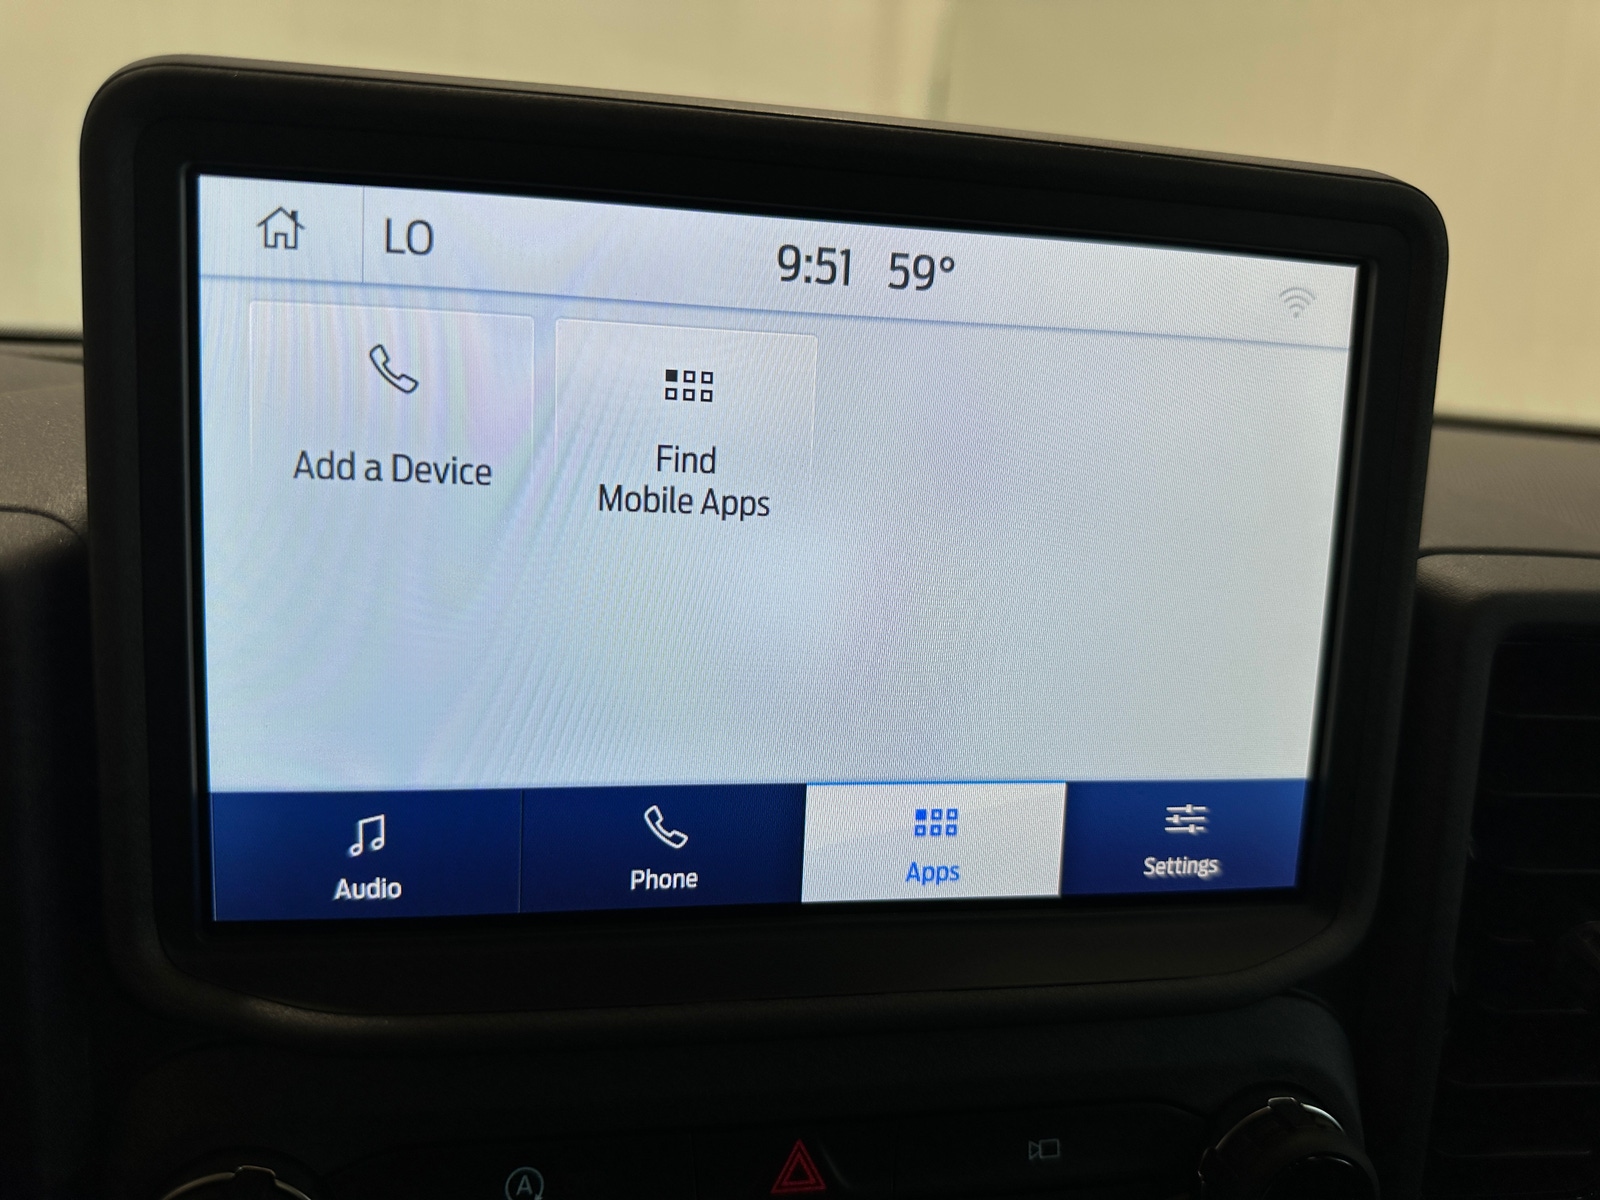 LO
9:51 59°
Add a Device
Find
Mobile Apps
Audio
Phone
Apps
Settings
A